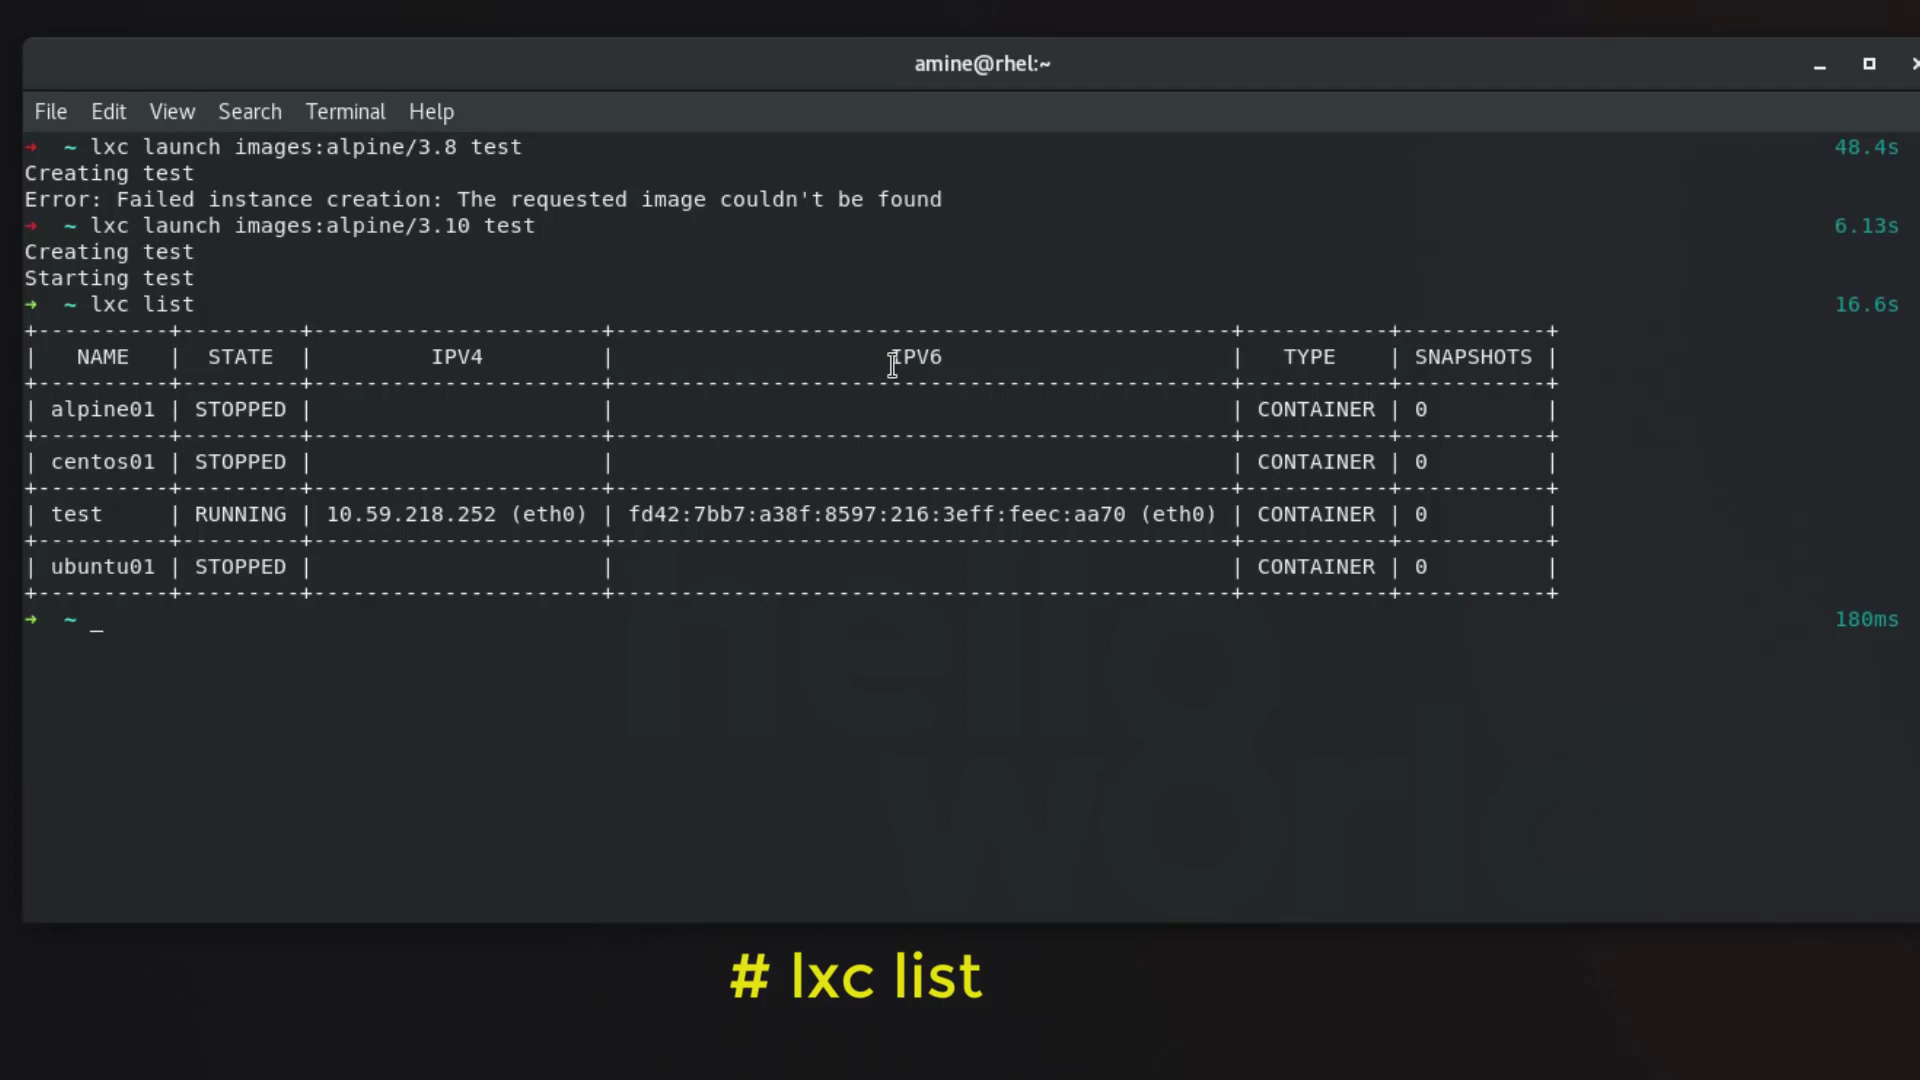 amine@rhel:~
File Edit View Search Terminal Help
➜ ~ lxc launch images:alpine/3.8 test 48.4s
Creating test
Error: Failed instance creation: The requested image couldn't be found
➜ ~ lxc launch images:alpine/3.10 test 6.13s
Creating test
Starting test
➜ ~ lxc list 16.6s
+----------+---------+----------------------+-----------------------------------------------+-----------+-----------+
|   NAME   |  STATE  |         IPV4         |                     IPV6                      |   TYPE    | SNAPSHOTS |
+----------+---------+----------------------+-----------------------------------------------+-----------+-----------+
| alpine01 | STOPPED |                      |                                               | CONTAINER | 0         |
+----------+---------+----------------------+-----------------------------------------------+-----------+-----------+
| centos01 | STOPPED |                      |                                               | CONTAINER | 0         |
+----------+---------+----------------------+-----------------------------------------------+-----------+-----------+
| test     | RUNNING | 10.59.218.252 (eth0) | fd42:7bb7:a38f:8597:216:3eff:feec:aa70 (eth0) | CONTAINER | 0         |
+----------+---------+----------------------+-----------------------------------------------+-----------+-----------+
| ubuntu01 | STOPPED |                      |                                               | CONTAINER | 0         |
+----------+---------+----------------------+-----------------------------------------------+-----------+-----------+
➜ ~ _ 180ms
hello
world
# lxc list